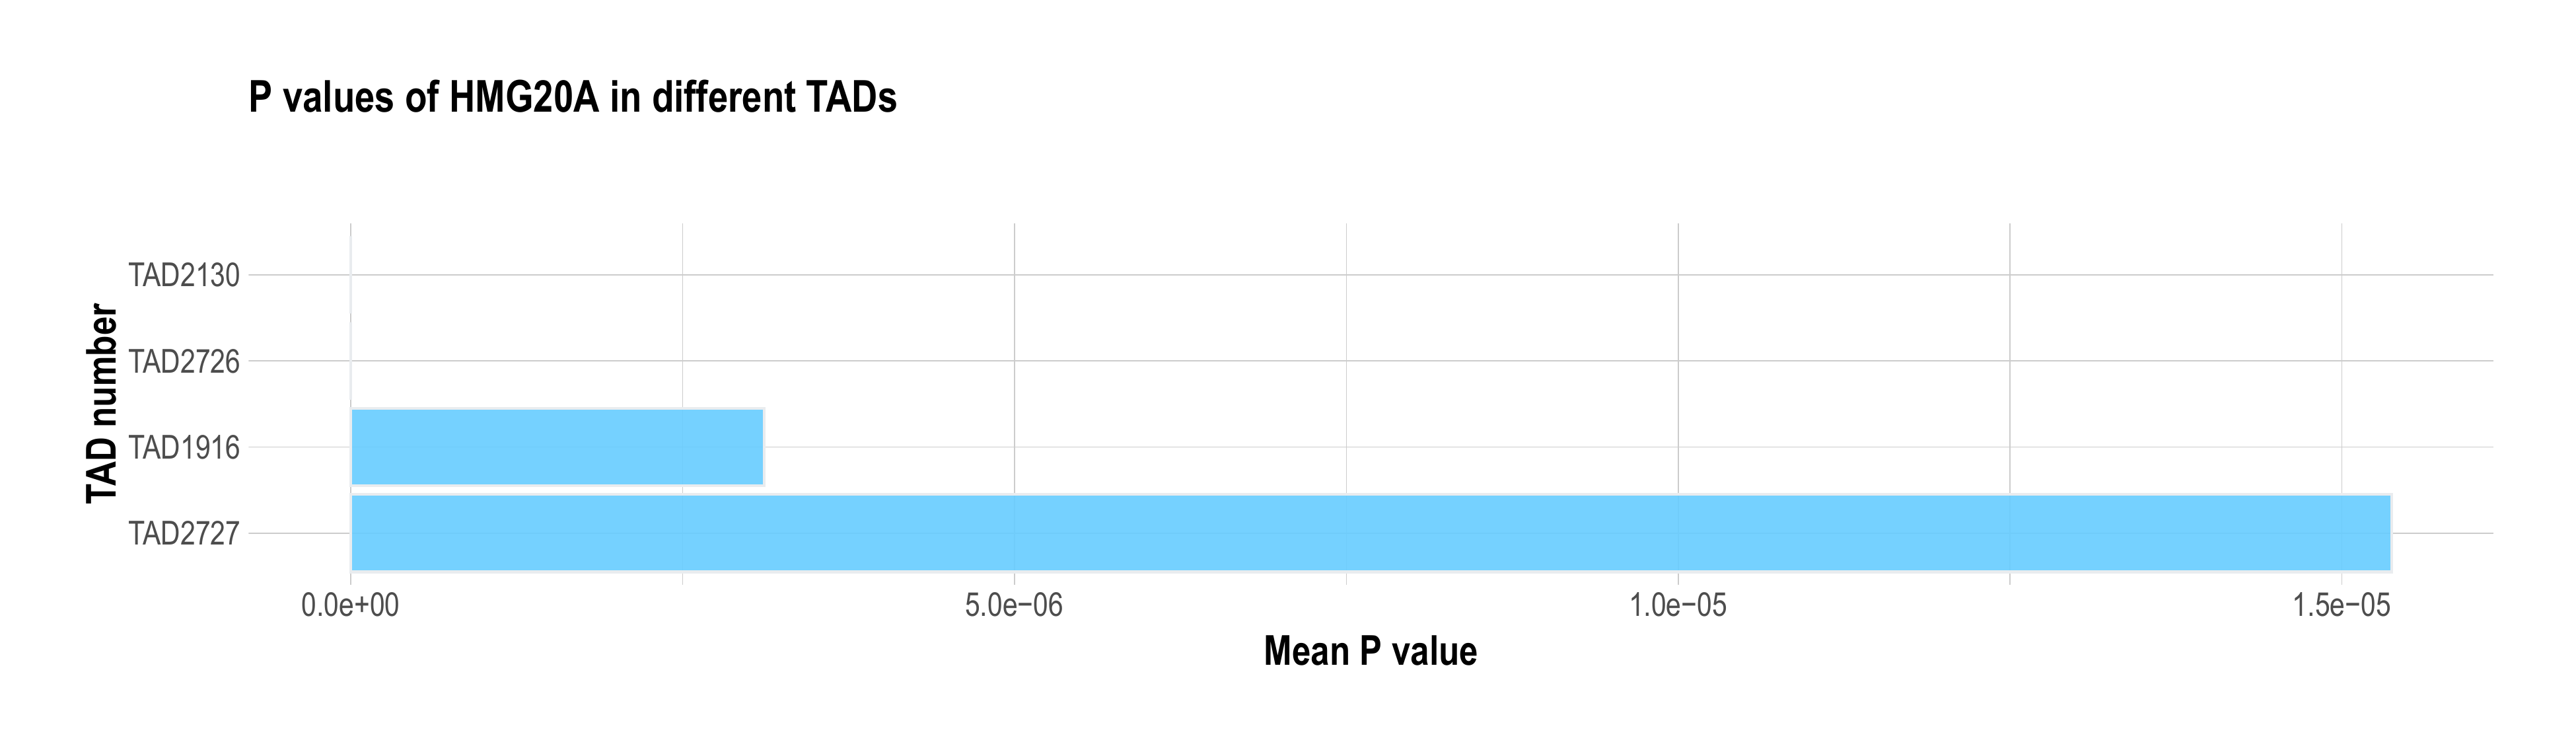 P values of HMG20A in different TADs
TAD number
TAD2130
TAD2726
TAD1916
TAD2727
0.0e+00
5.0e−06
1.0e−05
1.5e−05
Mean P value